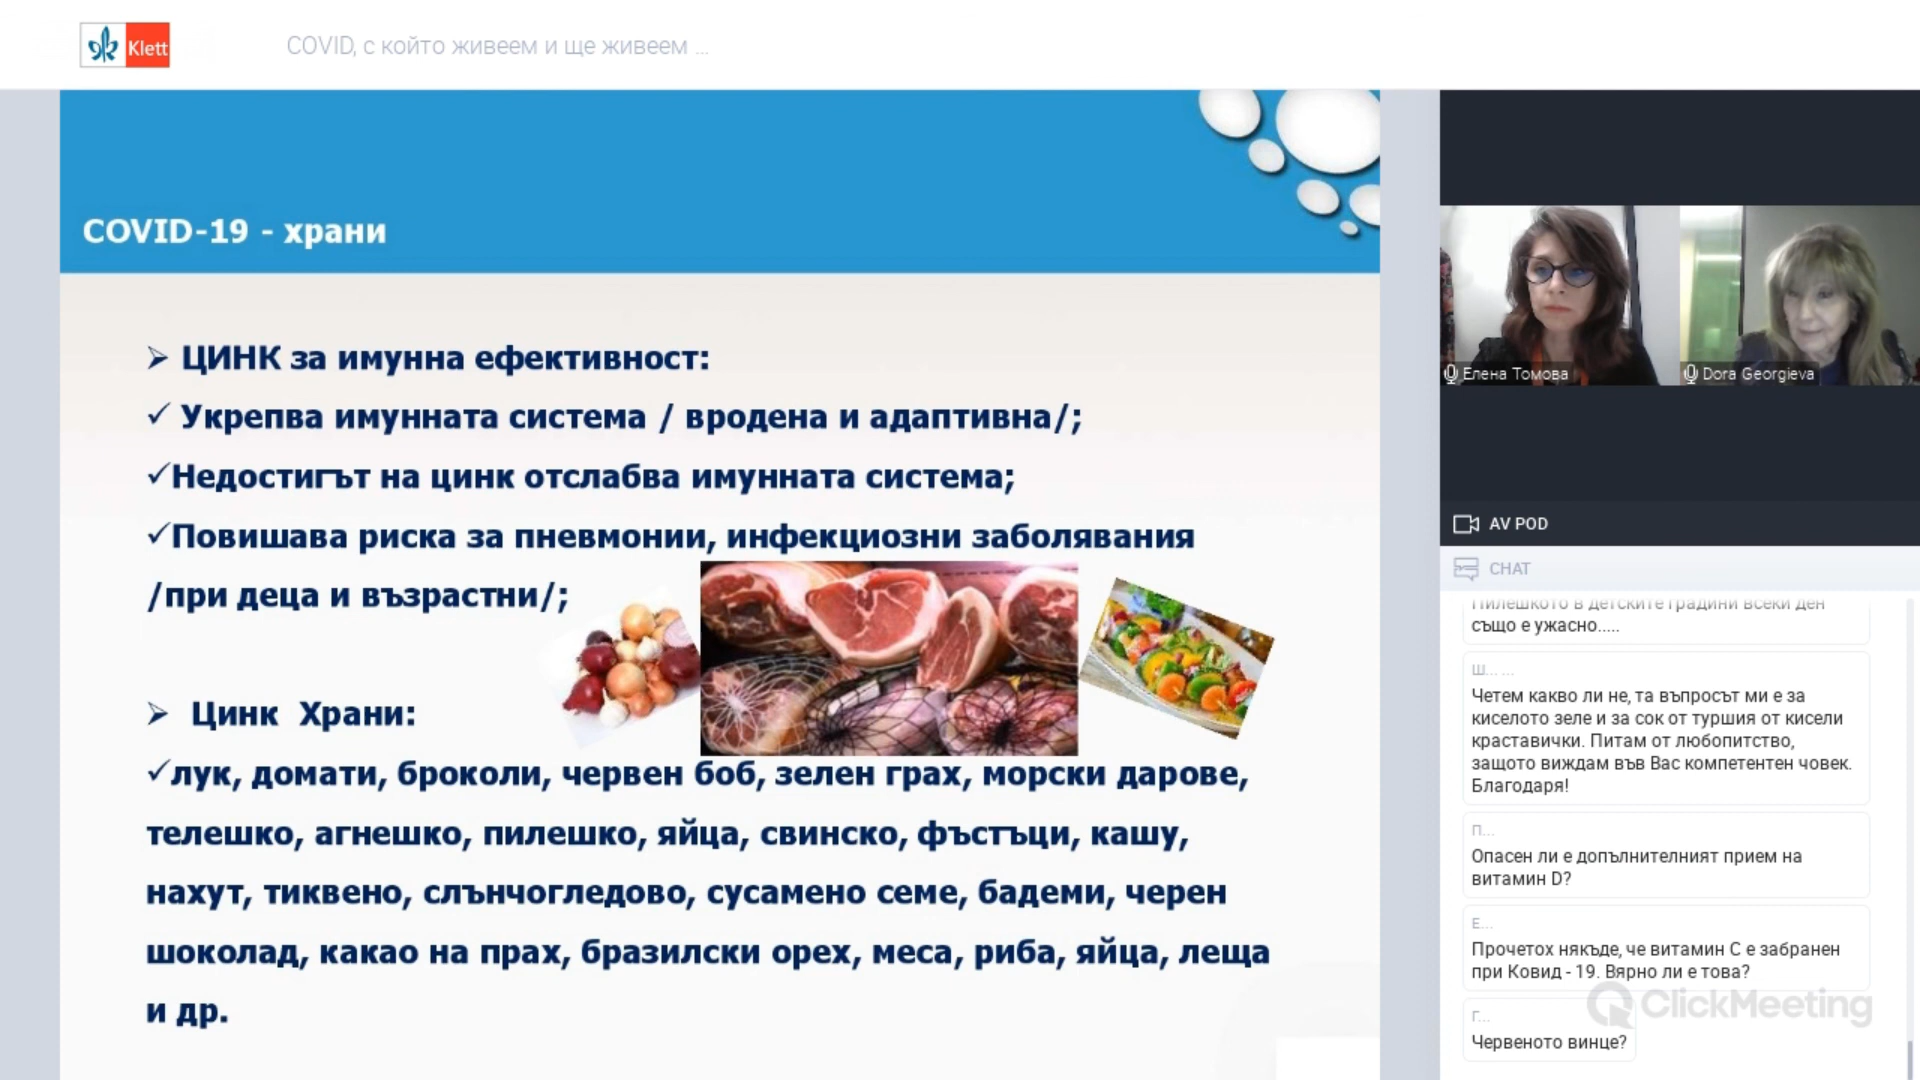 Klett
COVID, с който живеем и ще живеем ...
COVID-19 - храни
ЦИНК за имунна ефективност:
Укрепва имунната система / вродена и адаптивна/;
Недостигът на цинк отслабва имунната система;
Повишава риска за пневмонии, инфекциозни заболявания
/при деца и възрастни/;
Цинк Храни:
лук, домати, броколи, червен боб, зелен грах, морски дарове,
телешко, агнешко, пилешко, яйца, свинско, фъстъци, кашу,
нахут, тиквено, слънчогледово, сусамено семе, бадеми, черен
шоколад, какао на прах, бразилски орех, меса, риба, яйца, леща
и др.
Елена Томова
Dora Georgieva
AV POD
CHAT
Пилешкото в детските градини всеки ден
също е ужасно.....
Ш... ...
Четем какво ли не, та въпросът ми е за
киселото зеле и за сок от туршия от кисели
краставички. Питам от любопитство,
защото виждам във Вас компетентен човек.
Благодаря!
П...
Опасен ли е допълнителният прием на
витамин D?
Е...
Прочетох някъде, че витамин С е забранен
при Ковид - 19. Вярно ли е това?
Г...
Червеното винце?
ClickMeeting